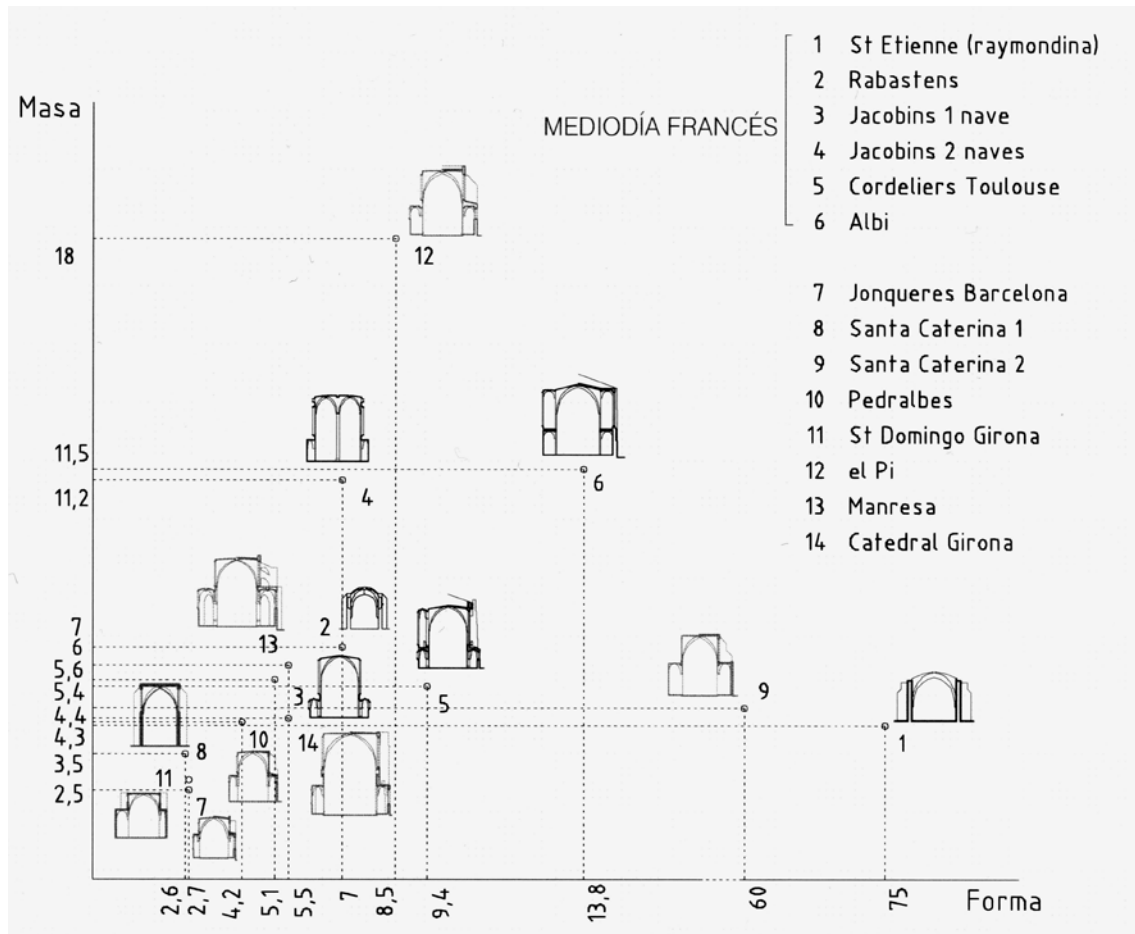 1 St Etienne (raymondina)
2 Rabastens
3 Jacobins 1 nave
4 Jacobins 2 naves
5 Cordeliers Toulouse
6 Albi
MEDIODÍA FRANCÉS
7 Jonqueres Barcelona
8 Santa Caterina 1
9 Santa Caterina 2
10 Pedralbes
11 St Domingo Girona
12 el Pi
13 Manresa
14 Catedral Girona
Masa
18
11,5
11,2
7
6
5,6
5,4
4,4
4,3
3,5
2,5
12
4
6
13
2
3
5
9
1
8
10
14
11
7
2,6
2,7
4,2
5,1
5,5
7
8,5
9,4
13,8
60
75
Forma